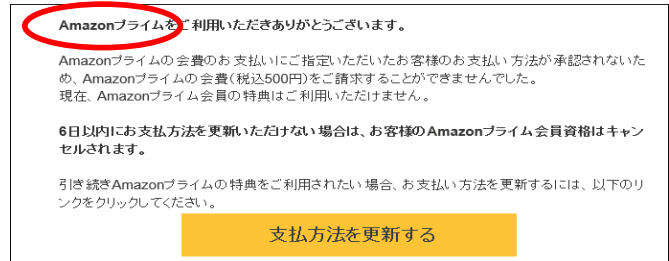 Amazonプライムをご利用いただきありがとうございます。
Amazonプライムの会費のお支払いにご指定いただいたお客様のお支払い方法が承認されないた
め、Amazonプライムの会費(税込500円)をご請求することができませんでした。
現在、Amazonプライム会員の特典はご利用いただけません。
6日以内にお支払方法を更新いただけない場合は、お客様のAmazonプライム会員資格はキャン
セルされます。
引き続きAmazonプライムの特典をご利用されたい場合、お支払い方法を更新するには、以下のリ
ンクをクリックしてください。
支払方法を更新する